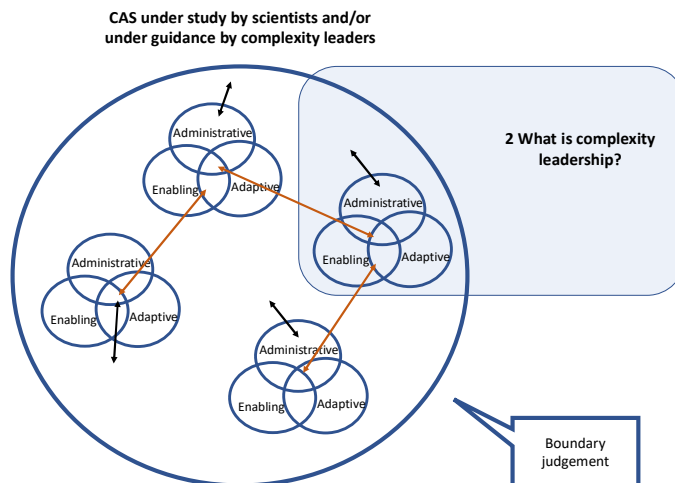 CAS under study by scientists and/or
under guidance by complexity leaders
2 What is complexity
leadership?
Administrative
Enabling
Adaptive
Administrative
Enabling
Adaptive
Administrative
Enabling
Adaptive
Administrative
Enabling
Adaptive
Boundary
judgement